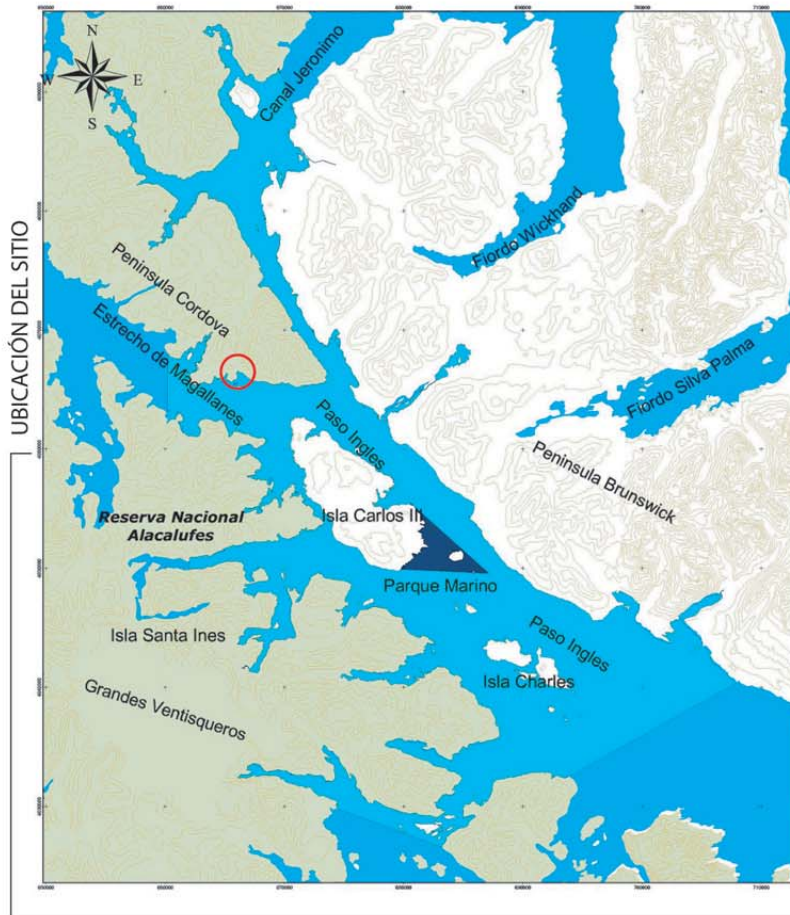 UBICACIÓN DEL SITIO
N
W
E
S
Canal Jeronimo
Fiordo Wickhand
Peninsula Cordova
Estrecho de Magallanes
Fiordo Silva Palma
Paso Ingles
Peninsula Brunswick
Isla Carlos III
Reserva Nacional
Alacalufes
Parque Marino
Isla Santa Ines
Paso Ingles
Isla Charles
Grandes Ventisqueros